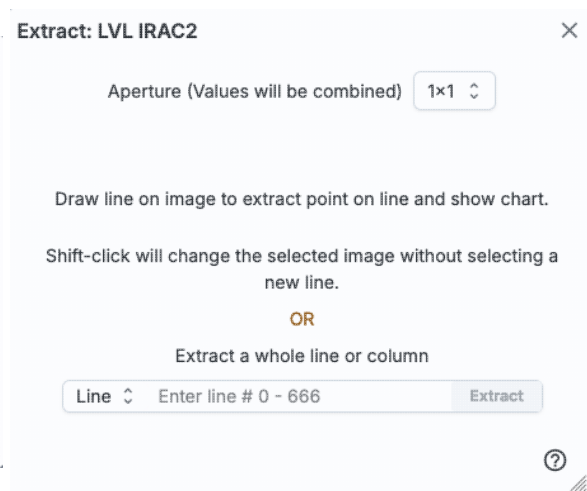 Extract: LVL IRAC2
Aperture (Values will be combined) 1×1
Draw line on image to extract point on line and show chart.
Shift-click will change the selected image without selecting a
new line.
OR
Extract a whole line or column
Line Enter line # 0 - 666 Extract